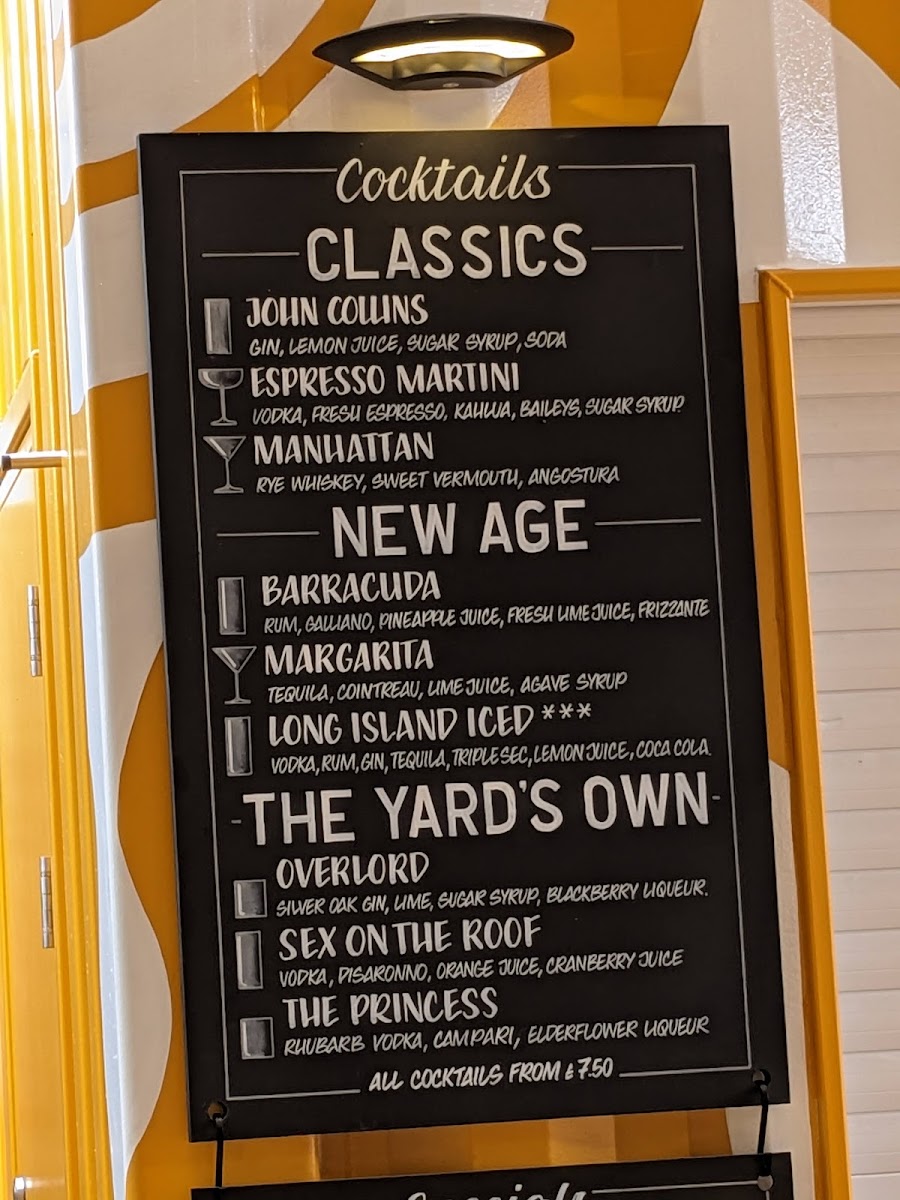 Cocktails
CLASSICS
JOHN COLLINS
GIN, LEMON JUICE, SUGAR SYRUP, SODA
ESPRESSO MARTINI
VODKA, FRESH ESPRESSO, KAHLUA, BAILEYS, SUGAR SYRUP
MANHATTAN
RYE WHISKEY, SWEET VERMOUTH, ANGOSTURA
NEW AGE
BARRACUDA
RUM, GALLIANO, PINEAPPLE JUICE, FRESH LIME JUICE, FRIZZANTE
MARGARITA
TEQUILA, COINTREAU, LIME JUICE, AGAVE SYRUP
LONG ISLAND ICED ***
VODKA, RUM, GIN, TEQUILA, TRIPLE SEC, LEMON JUICE, COCA COLA.
-THE YARD'S OWN-
OVERLORD
SILVER OAK GIN, LIME, SUGAR SYRUP, BLACKBERRY LIQUEUR.
SEX ON THE ROOF
VODKA, DISARONNO, ORANGE JUICE, CRANBERRY JUICE
THE PRINCESS
RHUBARB VODKA, CAMPARI, ELDERFLOWER LIQUEUR
ALL COCKTAILS FROM £7.50
Specials